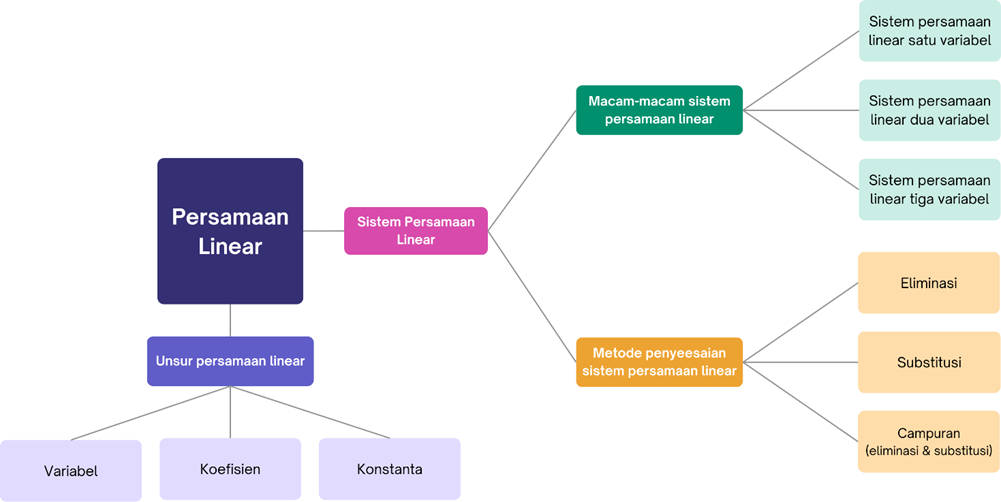 Persamaan
Linear
Unsur persamaan linear
Variabel
Koefisien
Konstanta
Sistem Persamaan
Linear
Macam-macam sistem
persamaan linear
Sistem persamaan
linear satu variabel
Sistem persamaan
linear dua variabel
Sistem persamaan
linear tiga variabel
Metode penyeesaian
sistem persamaan linear
Eliminasi
Substitusi
Campuran
(eliminasi & substitusi)